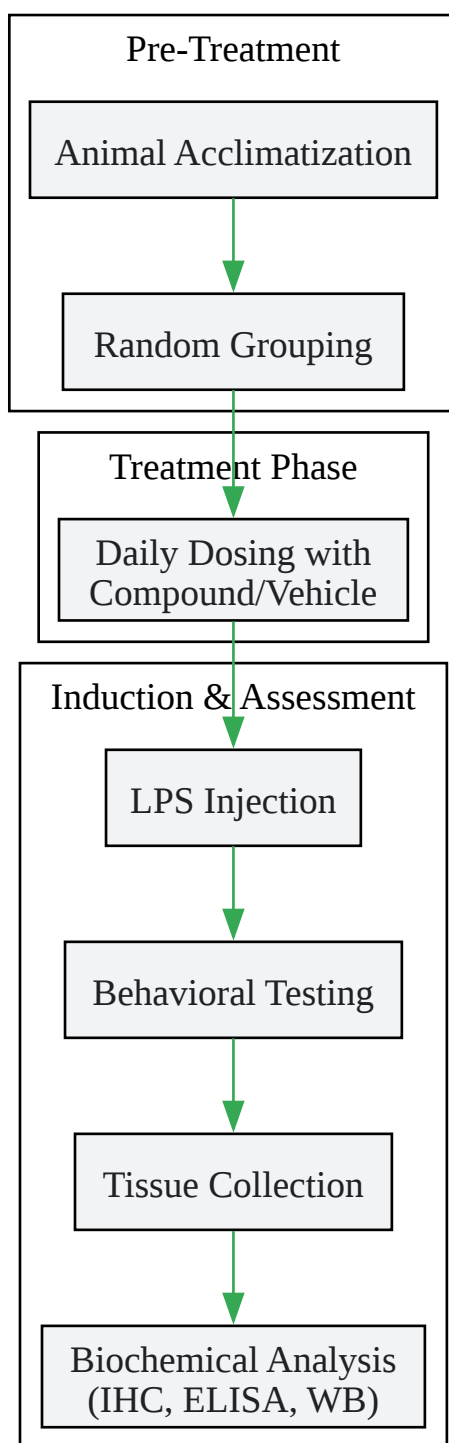 Pre-Treatment
Animal Acclimatization
Random Grouping
Treatment Phase
Daily Dosing with
Compound/Vehicle
Induction & Assessment
LPS Injection
Behavioral Testing
Tissue Collection
Biochemical Analysis
(IHC, ELISA, WB)